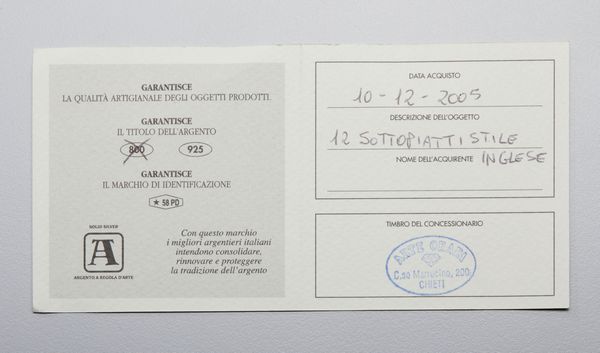 GARANTISCE
LA QUALITÀ ARTIGIANALE DEGLI OGGETTI PRODOTTI.
GARANTISCE
IL TITOLO DELL'ARGENTO
800 925
GARANTISCE
IL MARCHIO DI IDENTIFICAZIONE
★ 58 PD
SOLID SILVER
A
ARGENTO A REGOLA D'ARTE
Con questo marchio
i migliori argentieri italiani
intendono consolidare,
rinnovare e proteggere
la tradizione dell'argento
DATA ACQUISTO
10-12-2005
DESCRIZIONE DELL'OGGETTO
12 SOTTOPIATTI STILE
NOME DELL'ACQUIRENTE INGLESE
TIMBRO DEL CONCESSIONARIO
ARTE ORAFI
C.so Marrucino, 200
CHIETI